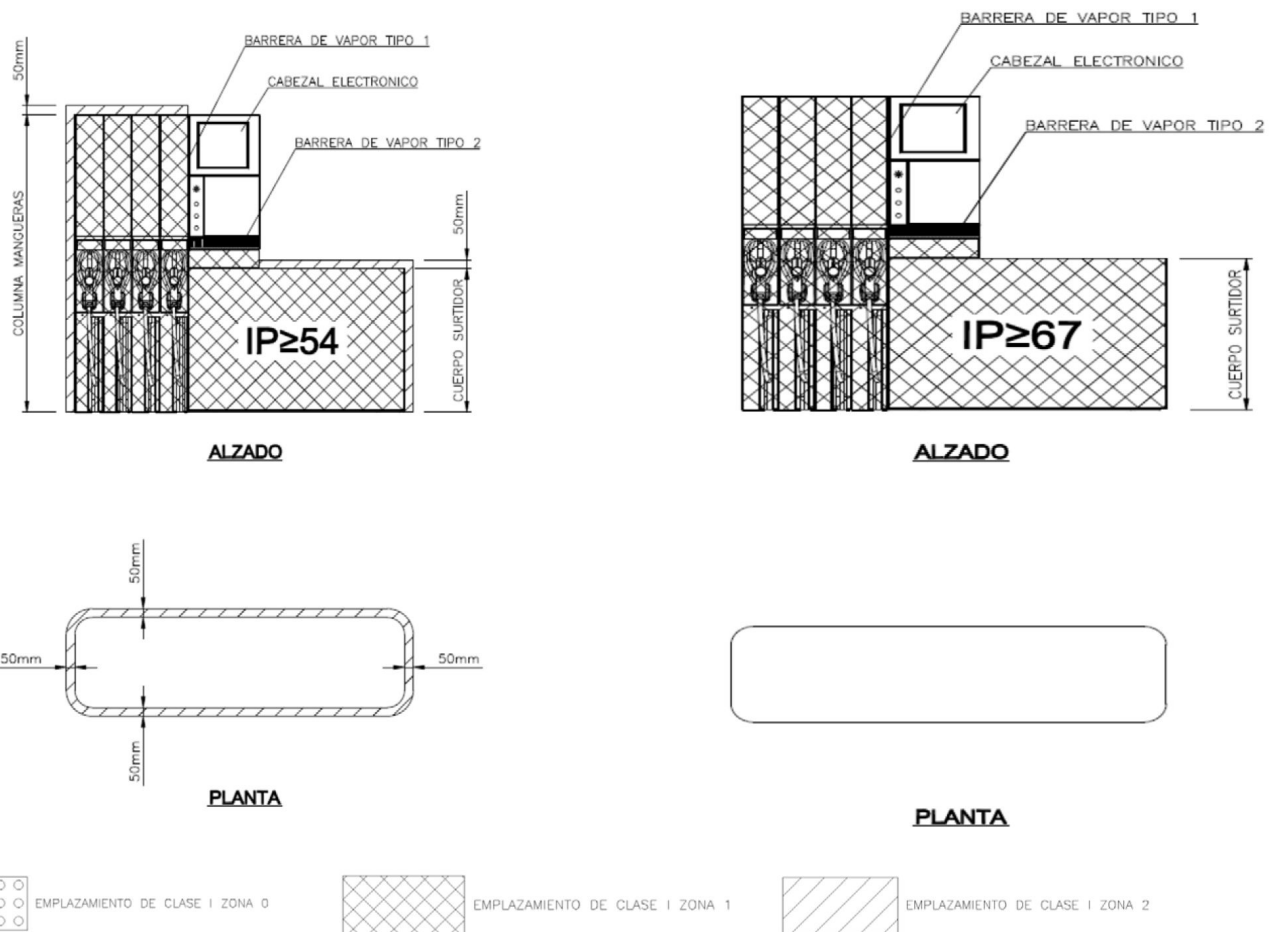 BARRERA DE VAPOR TIPO 1
CABEZAL ELECTRONICO
BARRERA DE VAPOR TIPO 2
50mm
COLUMNA MANGUERAS
50mm
CUERPO SURTIDOR
IP≥54
ALZADO
BARRERA DE VAPOR TIPO 1
CABEZAL ELECTRONICO
BARRERA DE VAPOR TIPO 2
IP≥67
CUERPO SURTIDOR
ALZADO
50mm
50mm
50mm
50mm
PLANTA
PLANTA
EMPLAZAMIENTO DE CLASE I ZONA 0
EMPLAZAMIENTO DE CLASE I ZONA 1
EMPLAZAMIENTO DE CLASE I ZONA 2